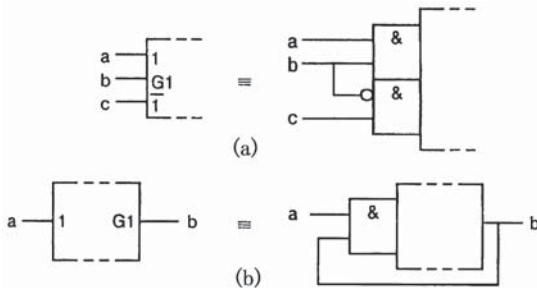 a 1 ≡ a &
b G1 b
c 1̅ c &
(a)
a 1 G1 b ≡ a & b
(b)